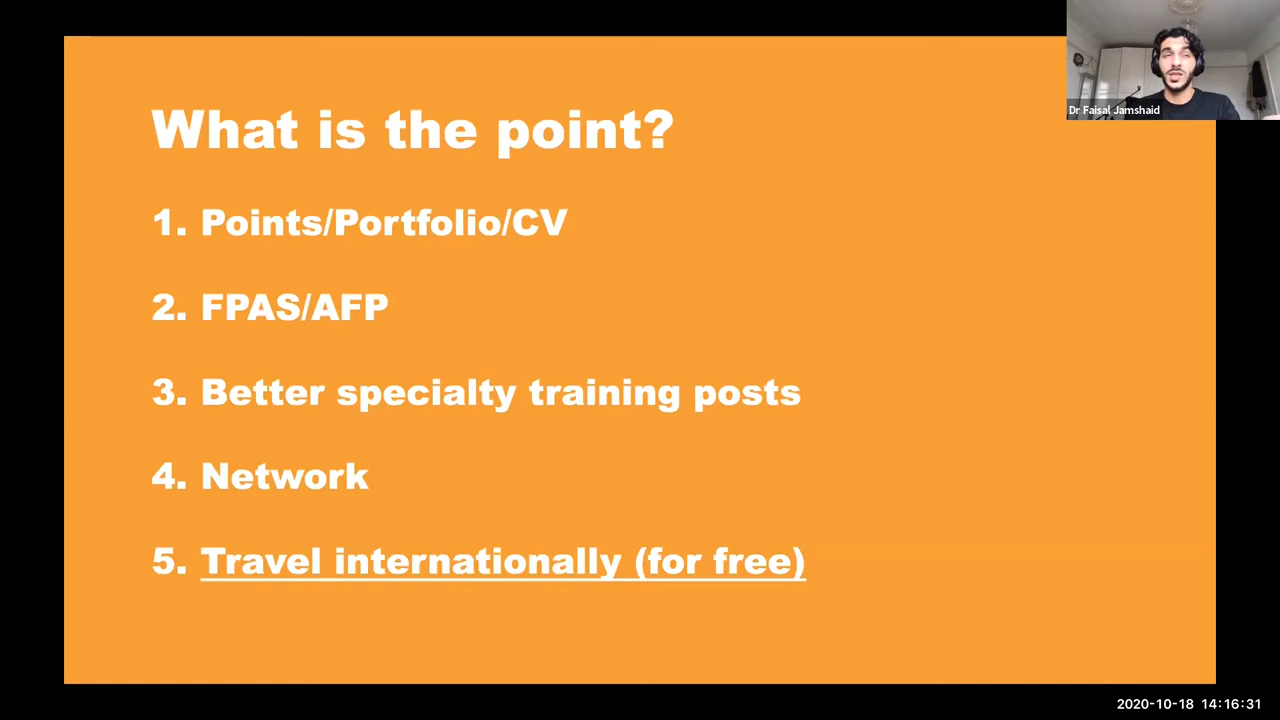 Dr Faisal Jamshaid
What is the point?
1. Points/Portfolio/CV
2. FPAS/AFP
3. Better specialty training posts
4. Network
5. Travel internationally (for free)
2020-10-18 14:16:31